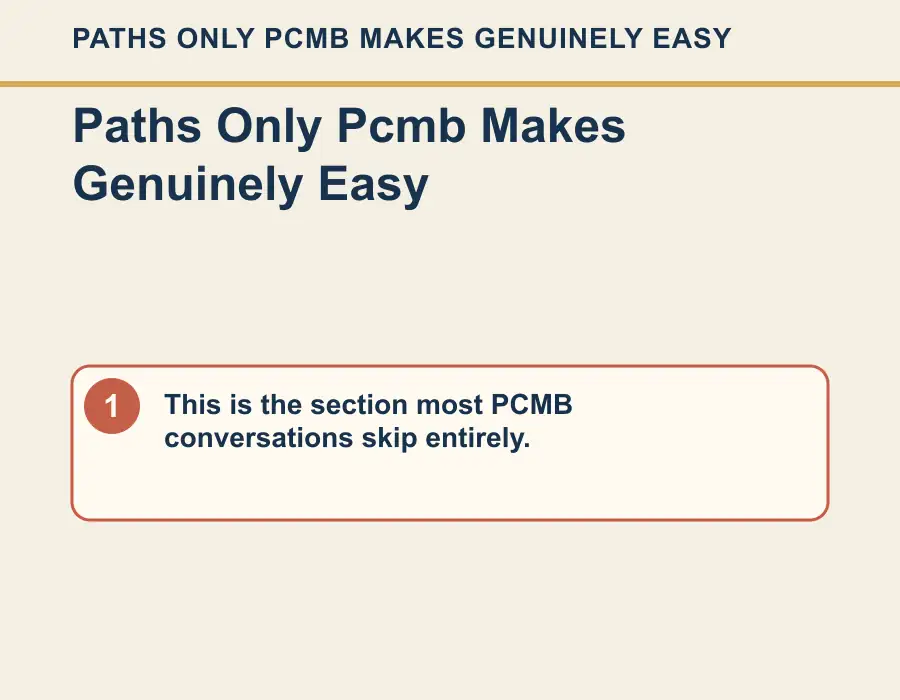 PATHS ONLY PCMB MAKES GENUINELY EASY
Paths Only Pcmb Makes
Genuinely Easy
1
This is the section most PCMB
conversations skip entirely.